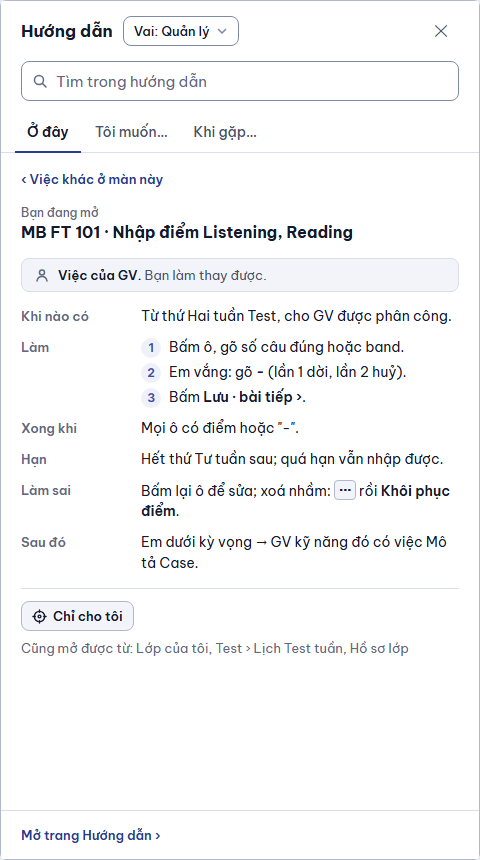 Hướng dẫn
Vai: Quản lý
Tìm trong hướng dẫn
Ở đây
Tôi muốn...
Khi gặp...
‹ Việc khác ở màn này
Bạn đang mở
MB FT 101 · Nhập điểm Listening, Reading
Việc của GV. Bạn làm thay được.
Khi nào có
Từ thứ Hai tuần Test, cho GV được phân công.
Làm
1 Bấm ô, gõ số câu đúng hoặc band.
2 Em vắng: gõ - (lần 1 dời, lần 2 huỷ).
3 Bấm Lưu · bài tiếp ›.
Xong khi
Mọi ô có điểm hoặc "-".
Hạn
Hết thứ Tư tuần sau; quá hạn vẫn nhập được.
Làm sai
Bấm lại ô để sửa; xoá nhầm: ··· rồi Khôi phục
điểm.
Sau đó
Em dưới kỳ vọng → GV kỹ năng đó có việc Mô
tả Case.
Chỉ cho tôi
Cũng mở được từ: Lớp của tôi, Test › Lịch Test tuần, Hồ sơ lớp
Mở trang Hướng dẫn ›